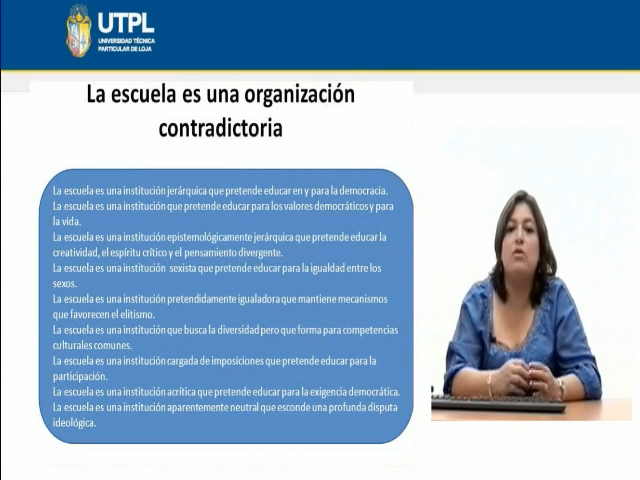 UTPL
UNIVERSIDAD TÉCNICA
PARTICULAR DE LOJA
La escuela es una organización
contradictoria
La escuela es una institución jerárquica que pretende educar en y para la democracia.
La escuela es una institución que pretende educar para los valores democráticos y para
la vida.
La escuela es una institución epistemológicamente jerárquica que pretende educar la
creatividad, el espíritu crítico y el pensamiento divergente.
La escuela es una institución sexista que pretende educar para la igualdad entre los
sexos.
La escuela es una institución pretendidamente igualadora que mantiene mecanismos
que favorecen el elitismo.
La escuela es una institución que busca la diversidad pero que forma para competencias
culturales comunes.
La escuela es una institución cargada de imposiciones que pretende educar para la
participación.
La escuela es una institución acrítica que pretende educar para la exigencia democrática.
La escuela es una institución aparentemente neutral que esconde una profunda disputa
ideológica.